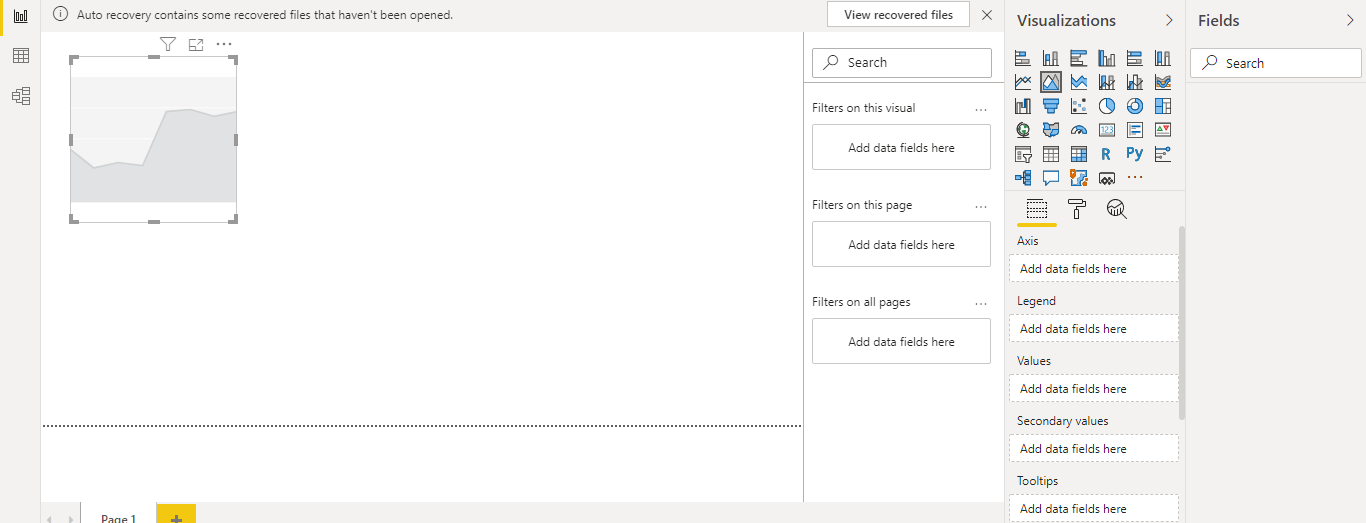 Auto recovery contains some recovered files that haven't been opened.
View recovered files
Search
Filters on this visual
Add data fields here
Filters on this page
Add data fields here
Filters on all pages
Add data fields here
Visualizations
123
R
Py
Axis
Add data fields here
Legend
Add data fields here
Values
Add data fields here
Secondary values
Add data fields here
Tooltips
Add data fields here
Fields
Search
Page 1